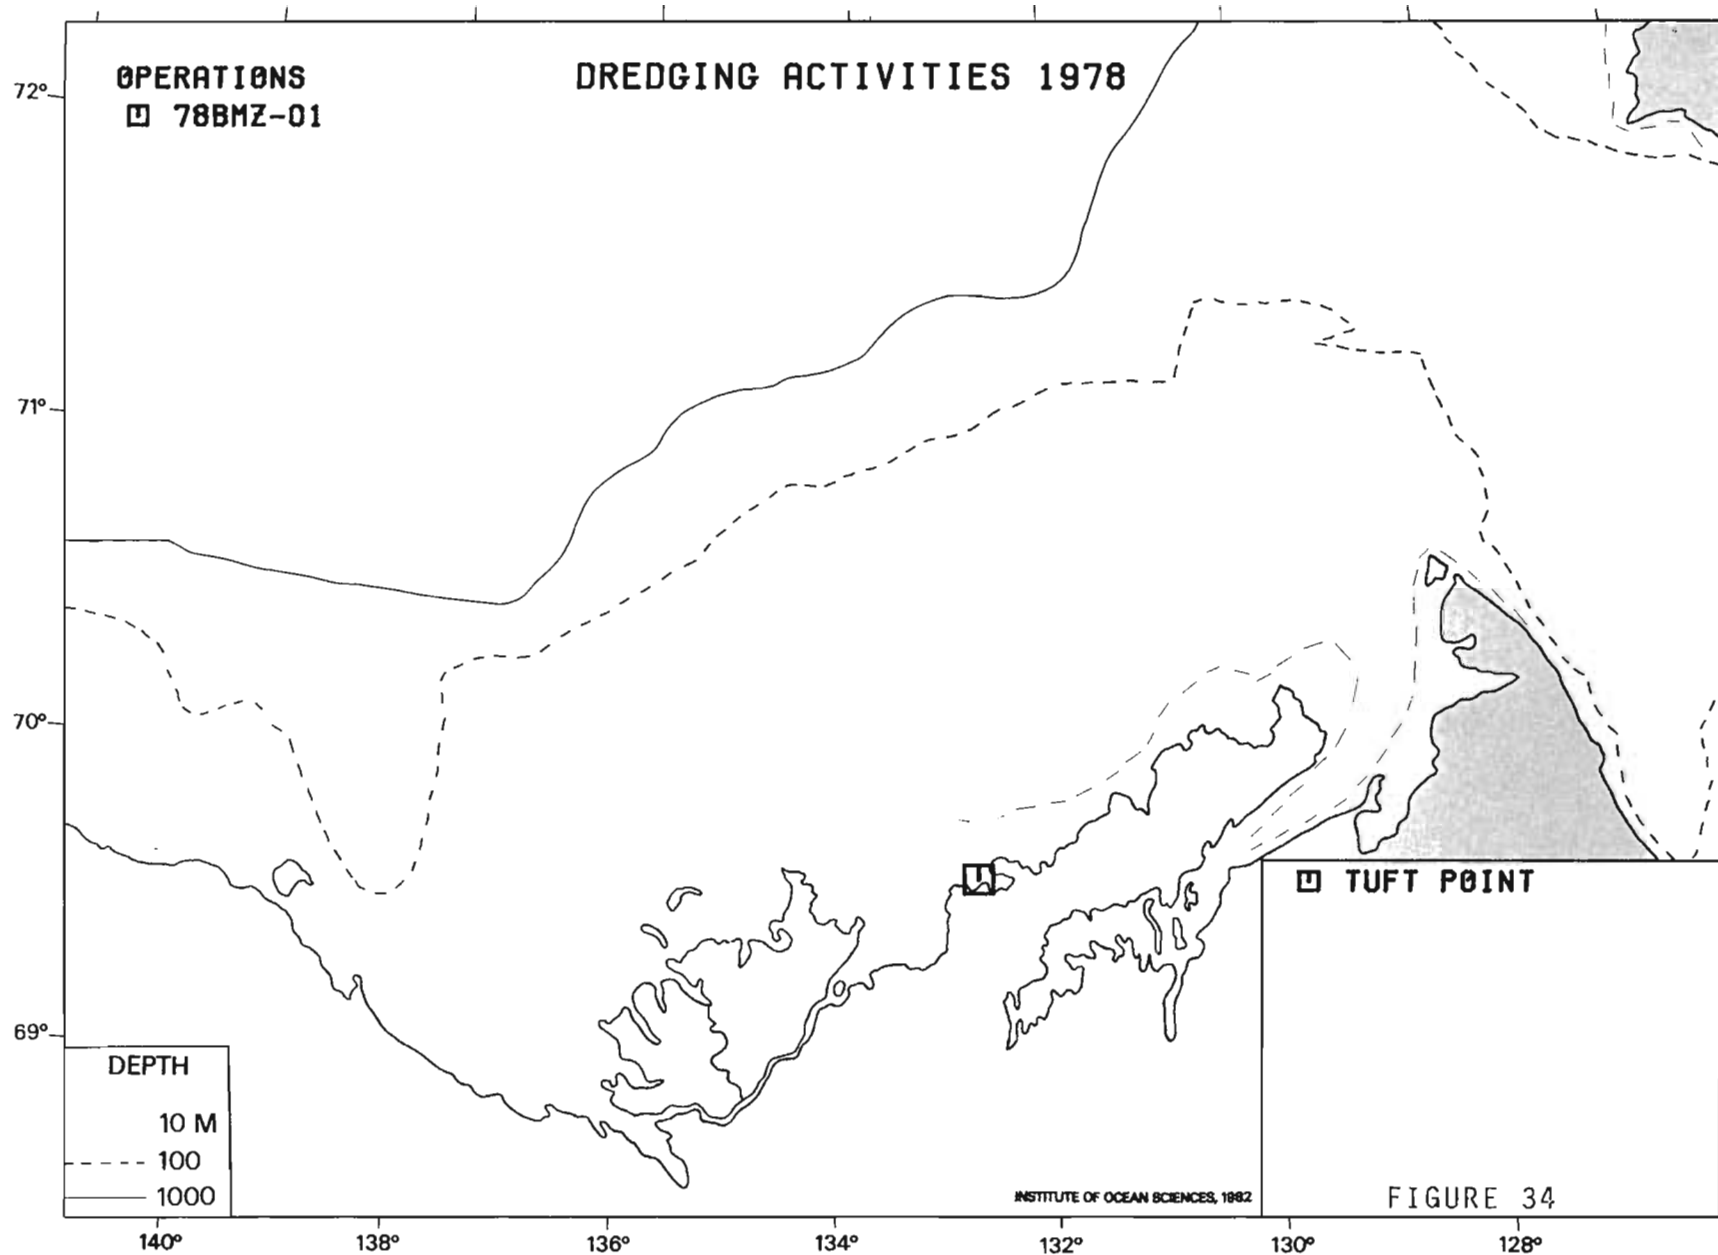 DREDGING ACTIVITIES 1978
OPERATIONS
78BMZ-01
72°
71°
70°
69°
TUFT POINT
DEPTH
10 M
100
1000
INSTITUTE OF OCEAN SCIENCES, 1982
FIGURE 34
140° 138° 136° 134° 132° 130° 128°